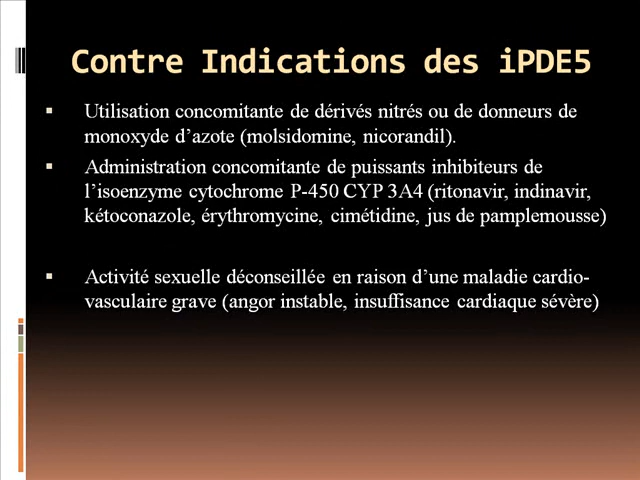 Contre Indications des iPDE5
▪ Utilisation concomitante de dérivés nitrés ou de donneurs de
monoxyde d'azote (molsidomine, nicorandil).
▪ Administration concomitante de puissants inhibiteurs de
l'isoenzyme cytochrome P-450 CYP 3A4 (ritonavir, indinavir,
kétoconazole, érythromycine, cimétidine, jus de pamplemousse)
▪ Activité sexuelle déconseillée en raison d'une maladie cardio-
vasculaire grave (angor instable, insuffisance cardiaque sévère)